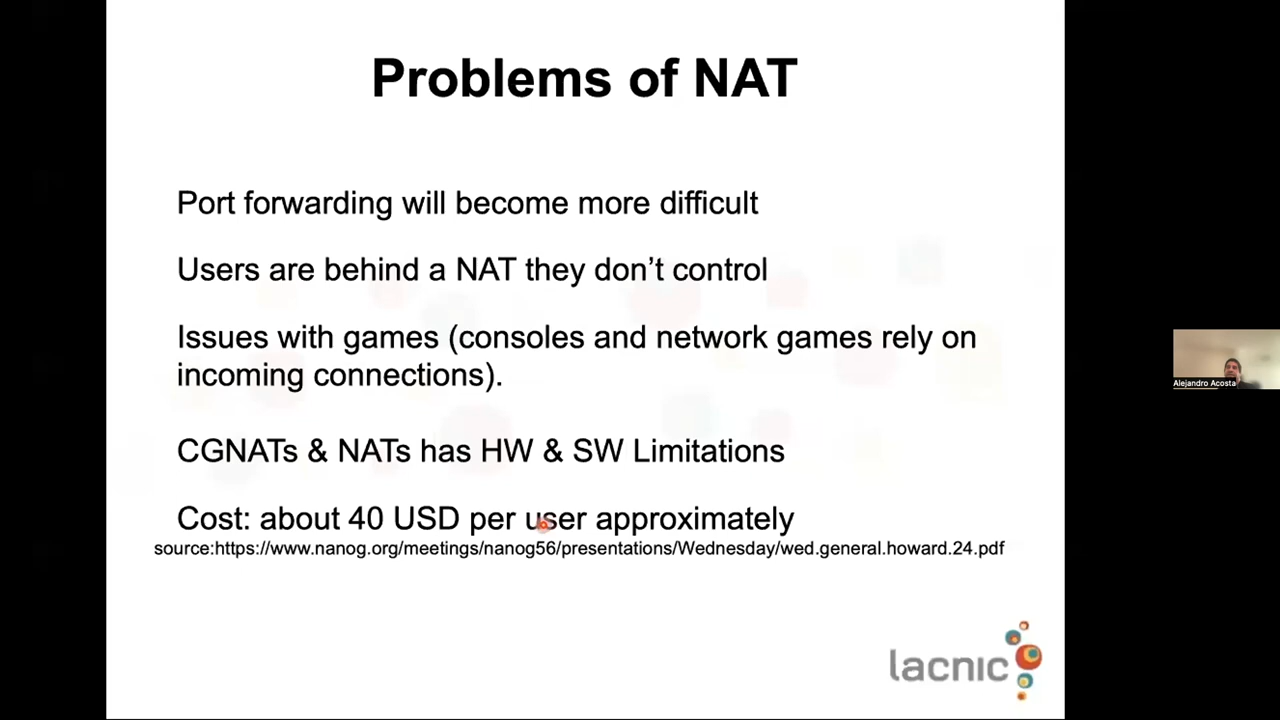 Problems of NAT
Port forwarding will become more difficult
Users are behind a NAT they don't control
Issues with games (consoles and network games rely on
incoming connections).
CGNATs & NATs has HW & SW Limitations
Cost: about 40 USD per user approximately
source:https://www.nanog.org/meetings/nanog56/presentations/Wednesday/wed.general.howard.24.pdf
lacnic
Alejandro Acosta